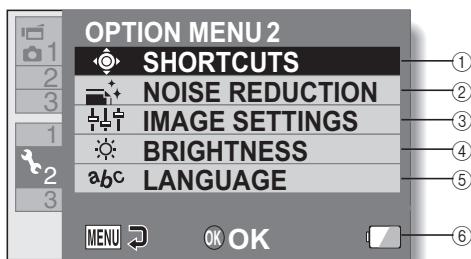 OPTION MENU 2
1
2
3
1
2
3
SHORTCUTS ①
NOISE REDUCTION ②
IMAGE SETTINGS ③
BRIGHTNESS ④
abc LANGUAGE ⑤
MENU OK OK ⑥